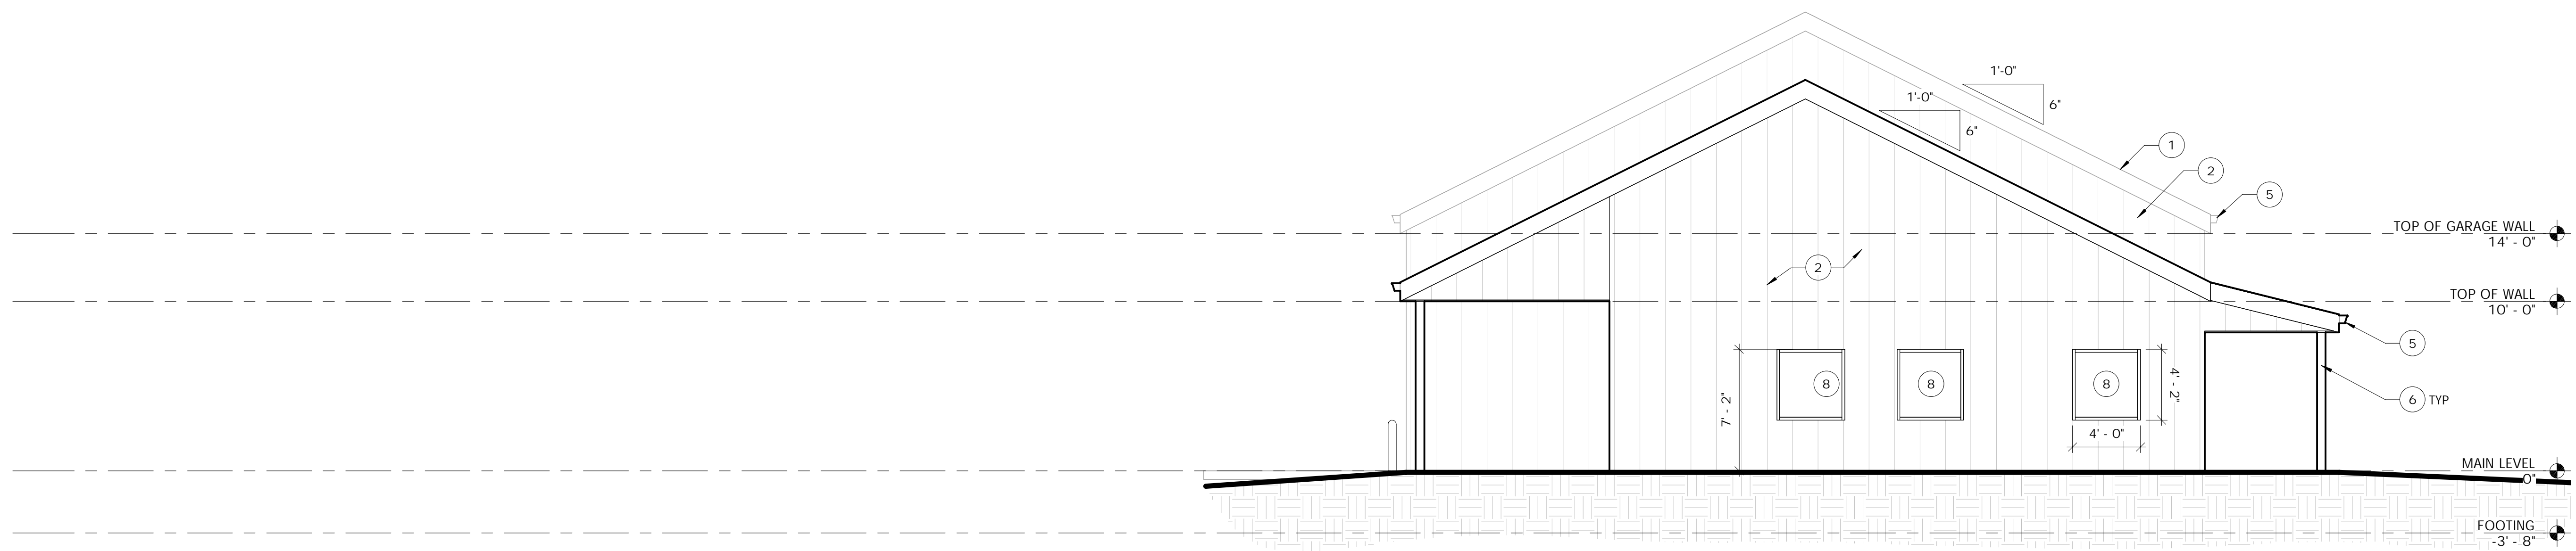 1'-0"
6"
1'-0"
6"
1
2
5
TOP OF GARAGE WALL
14' - 0"
2
TOP OF WALL
10' - 0"
5
8
8
8
4' - 2"
7' - 2"
6 TYP
4' - 0"
MAIN LEVEL
0"
FOOTING
-3' - 8"